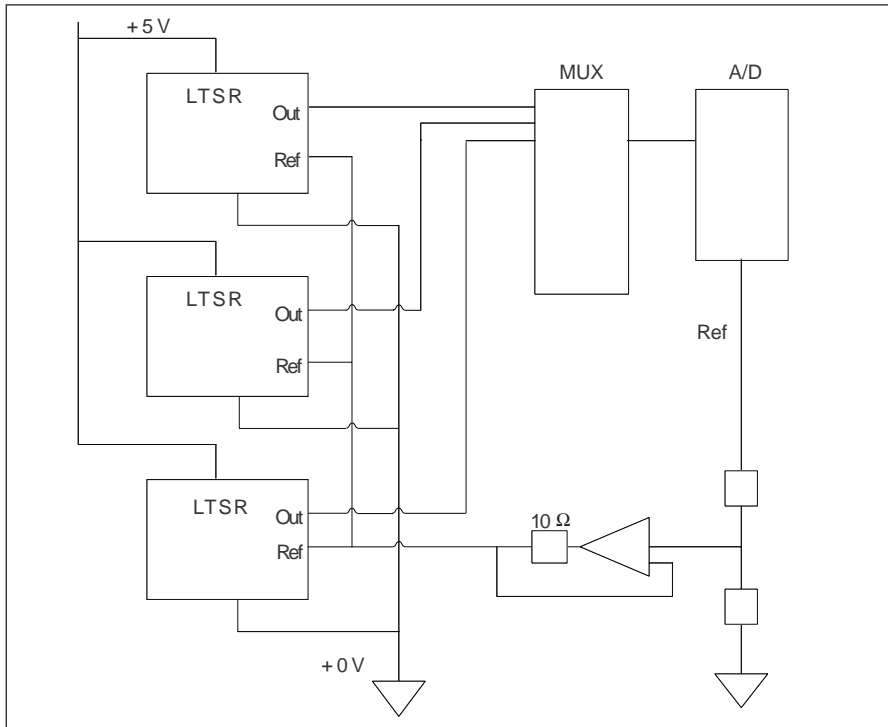 +5 V
MUX
A/D
LTSR
Out
Ref
LTSR
Out
Ref
Ref
LTSR
Out
Ref
10 Ω
+0 V